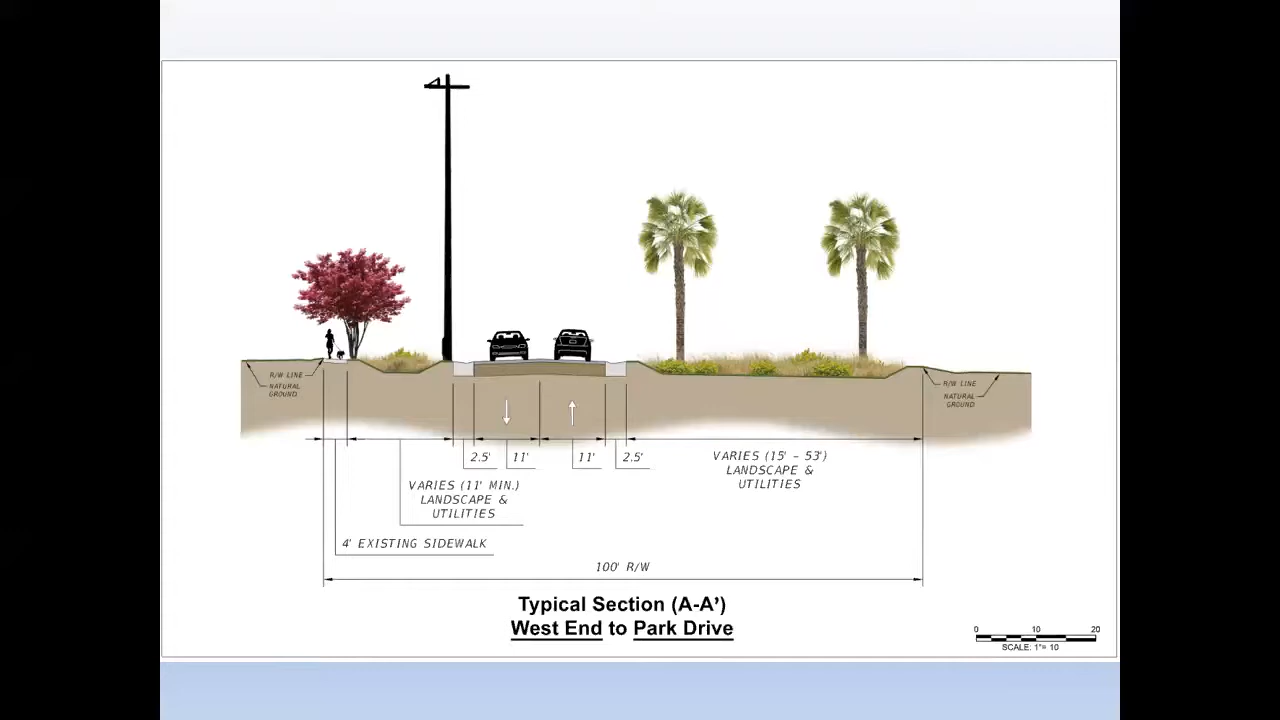 R/W LINE
NATURAL
GROUND
R/W LINE
NATURAL
GROUND
2.5'
11'
11'
2.5'
VARIES (15' – 53')
LANDSCAPE &
UTILITIES
VARIES (11' MIN.)
LANDSCAPE &
UTILITIES
4' EXISTING SIDEWALK
100' R/W
Typical Section (A-A')
West End to Park Drive
0 10 20
SCALE: 1"= 10